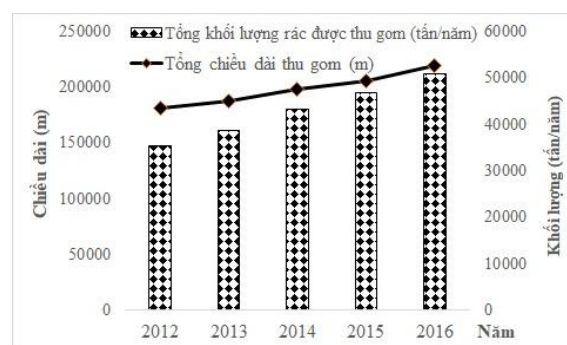 Tổng khối lượng rác được thu gom (tấn/năm)
Tổng chiều dài thu gom (m)
Chiều dài (m)
250000
200000
150000
100000
50000
0
60000
50000
40000
30000
20000
10000
0
Khối lượng (tấn/năm)
2012 2013 2014 2015 2016 Năm